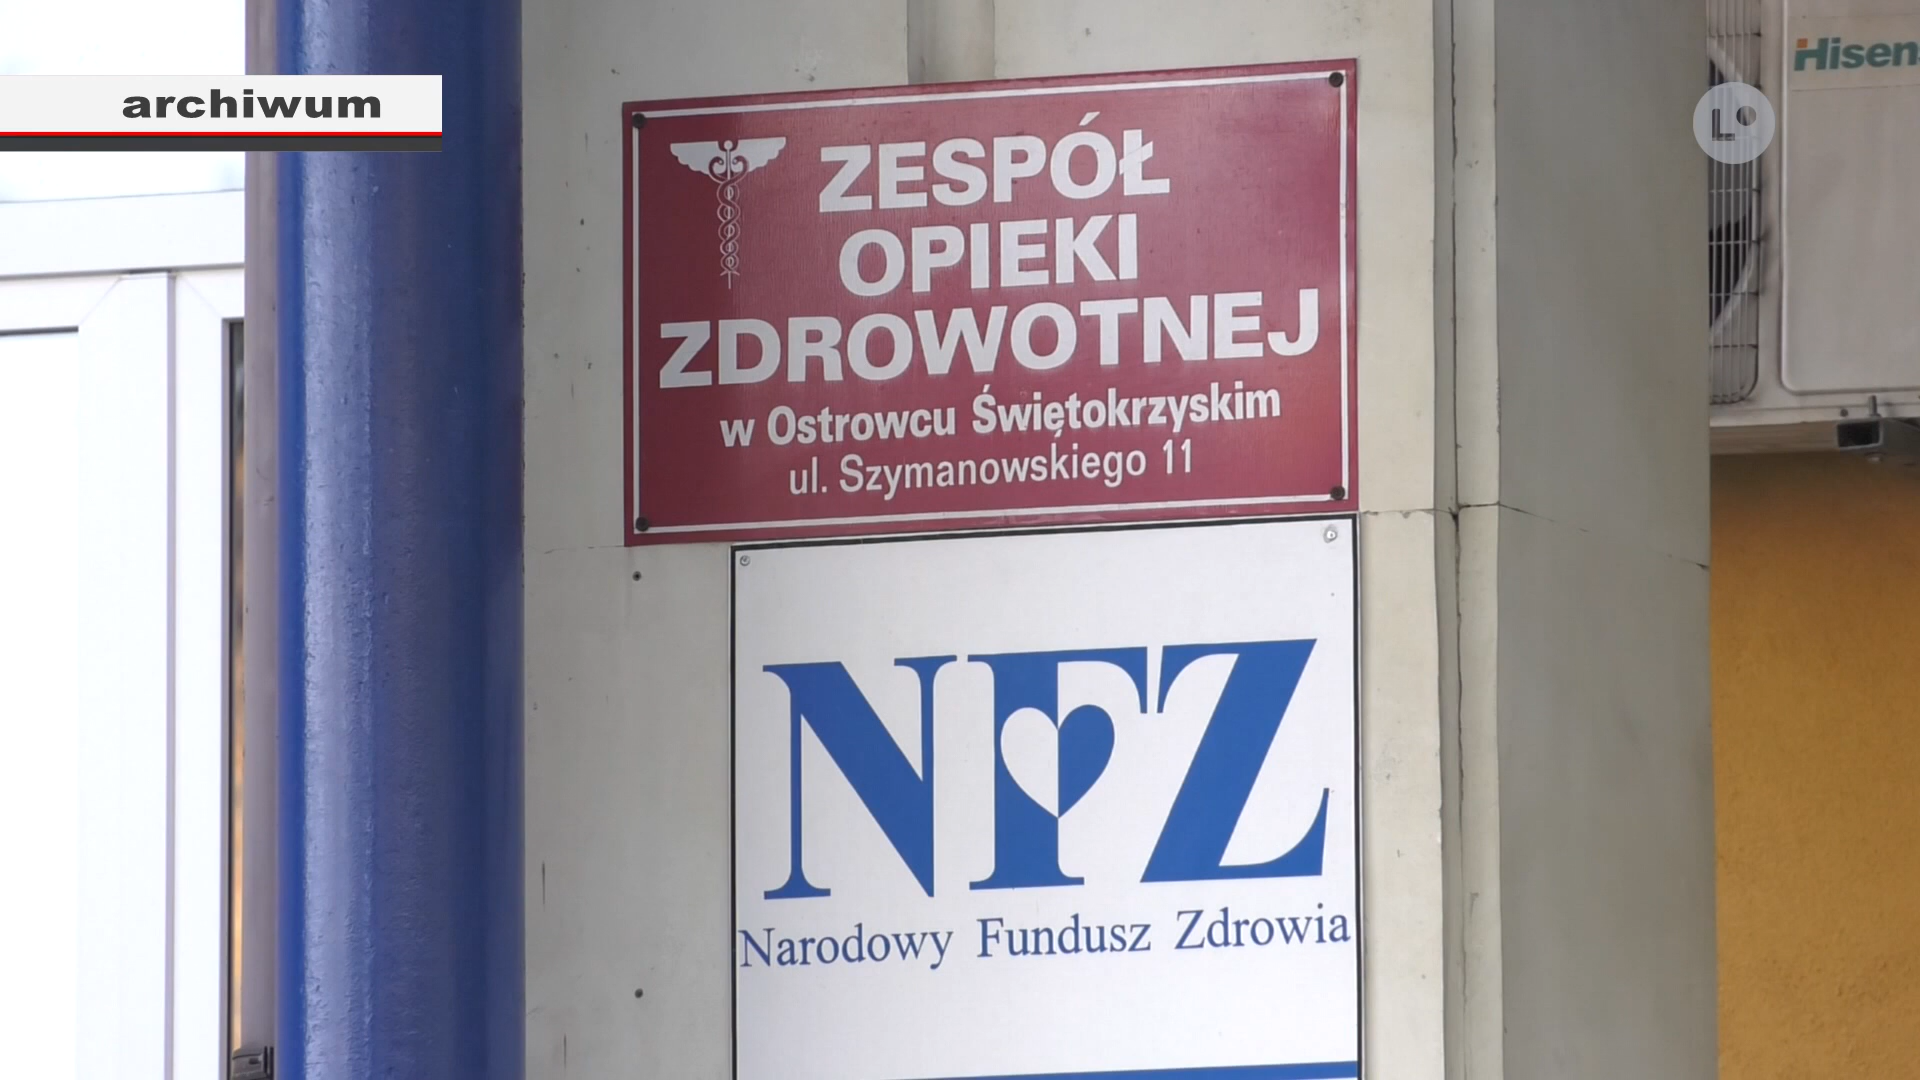 archiwum
Hisen
L
ZESPÓŁ
OPIEKI
ZDROWOTNEJ
w Ostrowcu Świętokrzyskim
ul. Szymanowskiego 11
NFZ
Narodowy Fundusz Zdrowia